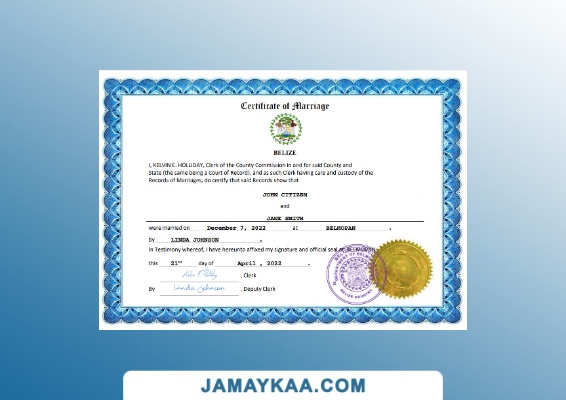 Certificate of Marriage
BELIZE
I, KELVIN E. HOLLIDAY, Clerk of the County Commission in and for said County and
State (the same being a Court of Record), and as such Clerk having care and custody of the
Records of Marriages, do certify that said Records show that
JOHN CITIZEN
and
JANE SMITH
were married on December 7, 2022 at BELMOPAN .
by LINDA JOHNSON .
In Testimony whereof, I have hereunto affixed my signature and official seal at BELMOPAN
this 21st day of April , 2022 .
, Clerk
By Linda Johnson , Deputy Clerk
JAMAYKAA.COM